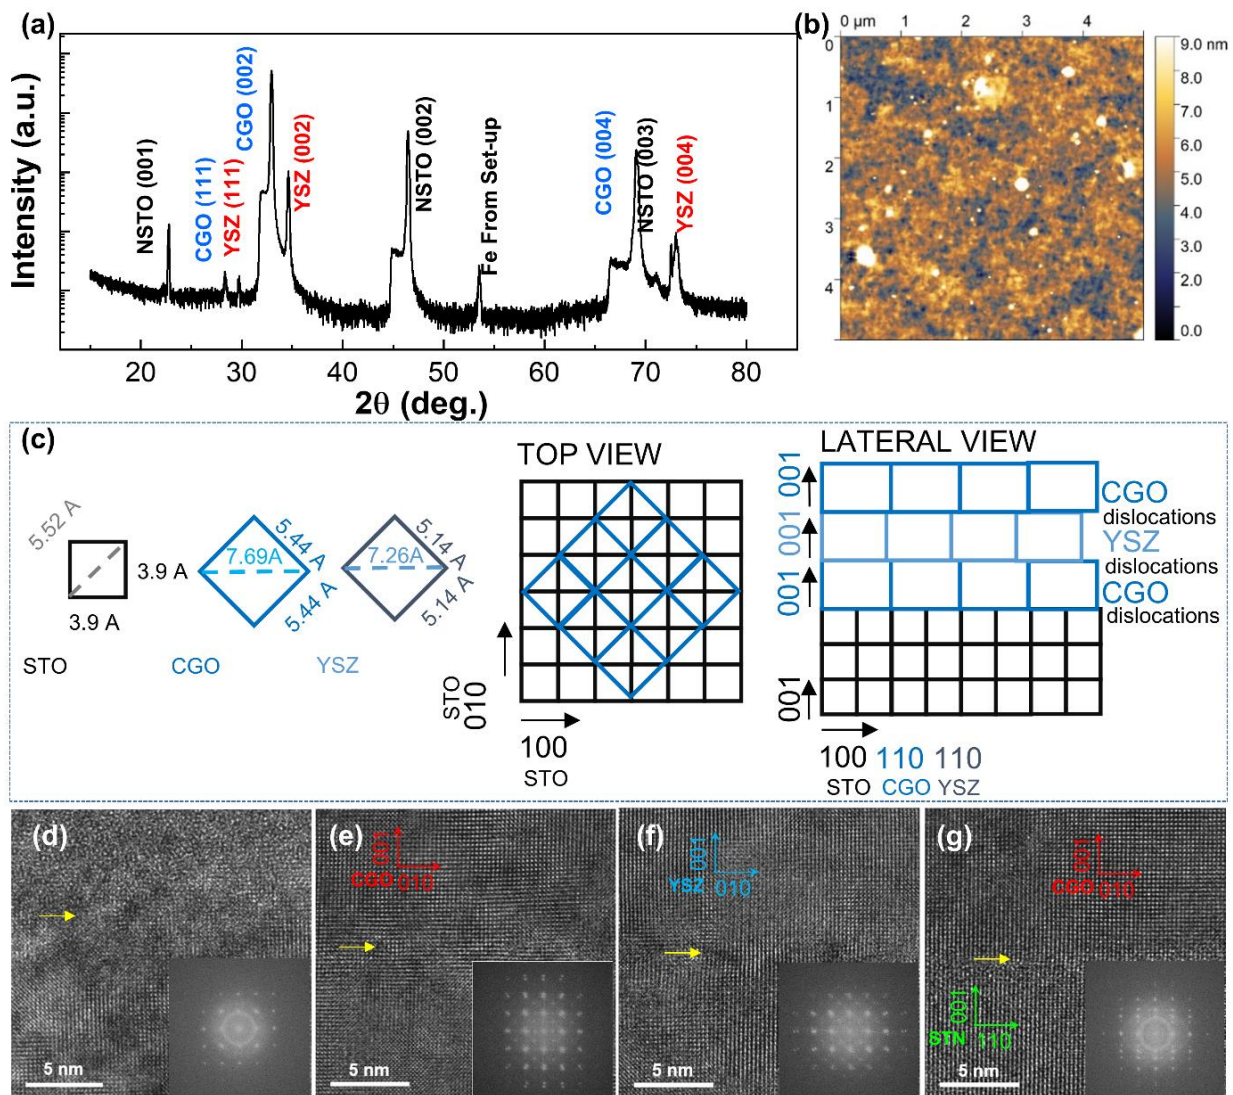 (a)
Intensity (a.u.)
NSTO (001)
CGO (111)
YSZ (111)
CGO (002)
YSZ (002)
NSTO (002)
Fe From Set-up
CGO (004)
NSTO (003)
YSZ (004)
20 30 40 50 60 70 80
2θ (deg.)
(b)
0 µm 1 2 3 4
0
1
2
3
4
9.0 nm
8.0
7.0
6.0
5.0
4.0
3.0
2.0
1.0
0.0
(c)
5.52 A
3.9 A
3.9 A
STO
5.44 A
7.69A
5.44 A
CGO
5.14 A
7.26A
5.14 A
YSZ
TOP VIEW
STO
010
100
STO
LATERAL VIEW
001
CGO
dislocations
001
YSZ
dislocations
001
CGO
dislocations
001
100 110 110
STO CGO YSZ
(d)
5 nm
(e)
001
CGO 010
5 nm
(f)
001
YSZ 010
5 nm
(g)
001
CGO 010
001
STN 110
5 nm